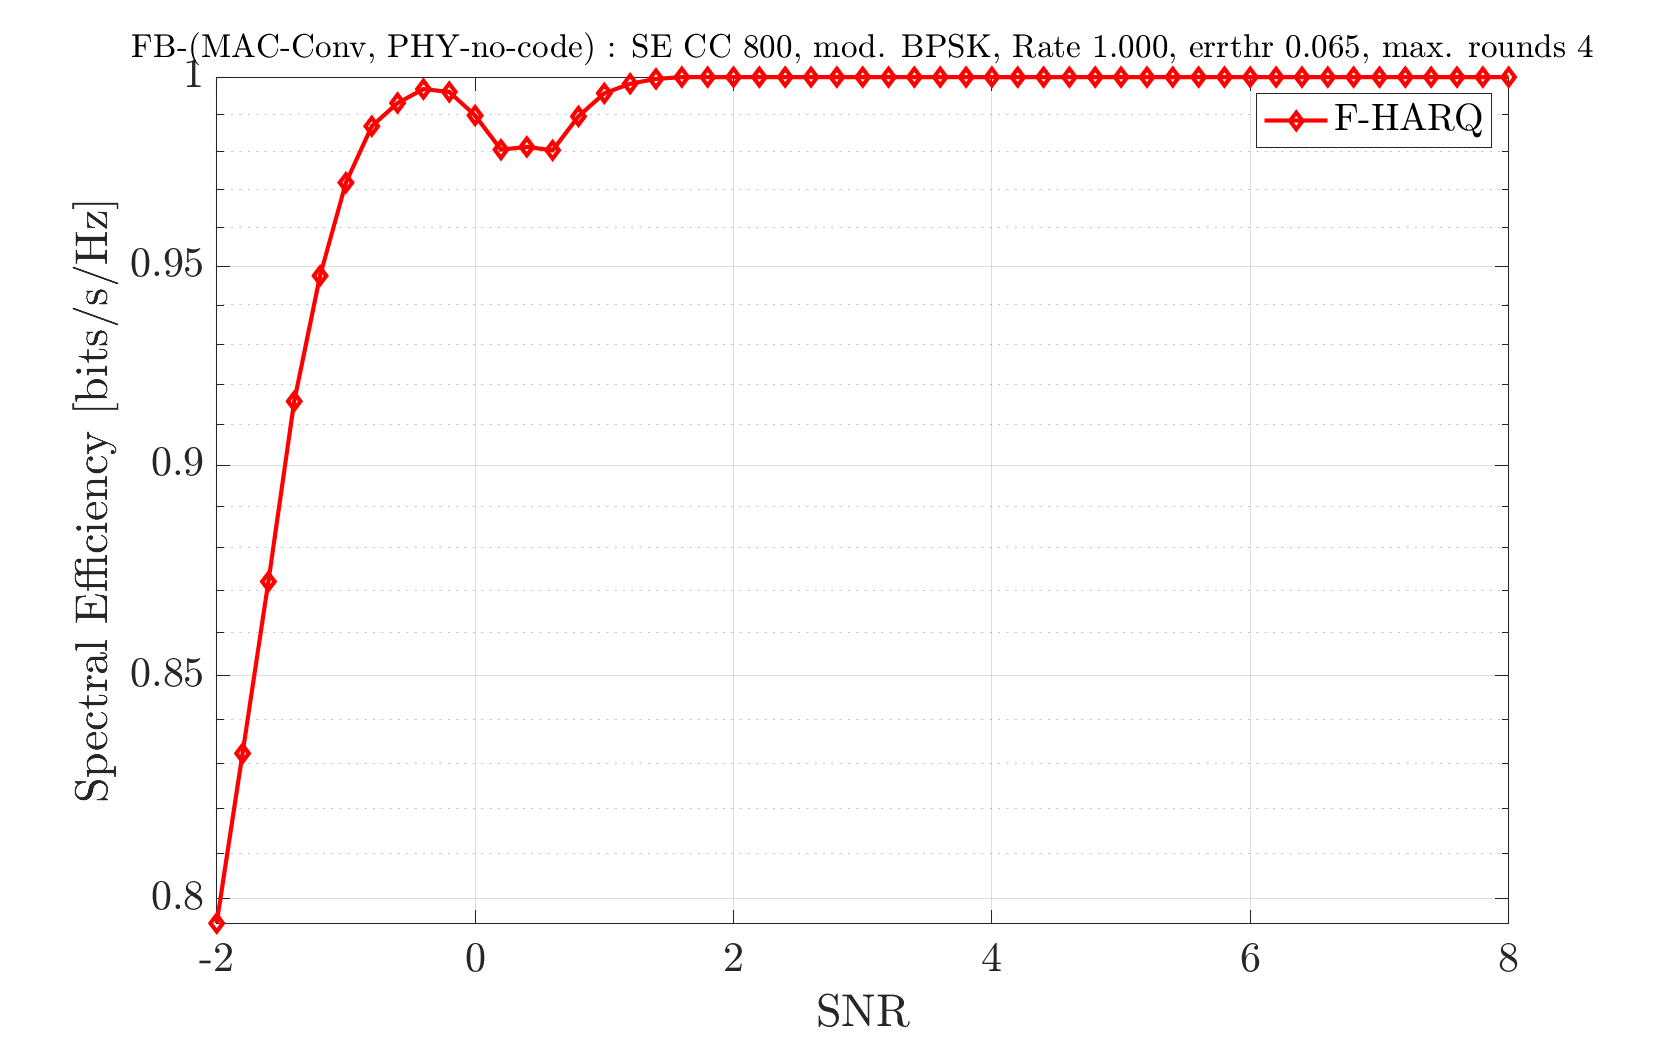 FB-(MAC-Conv, PHY-no-code) : SE CC 800, mod. BPSK, Rate 1.000, errthr 0.065, max. rounds 4
1
F-HARQ
0.95
0.9
0.85
0.8
Spectral Efficiency [bits/s/Hz]
-2 0 2 4 6 8
SNR